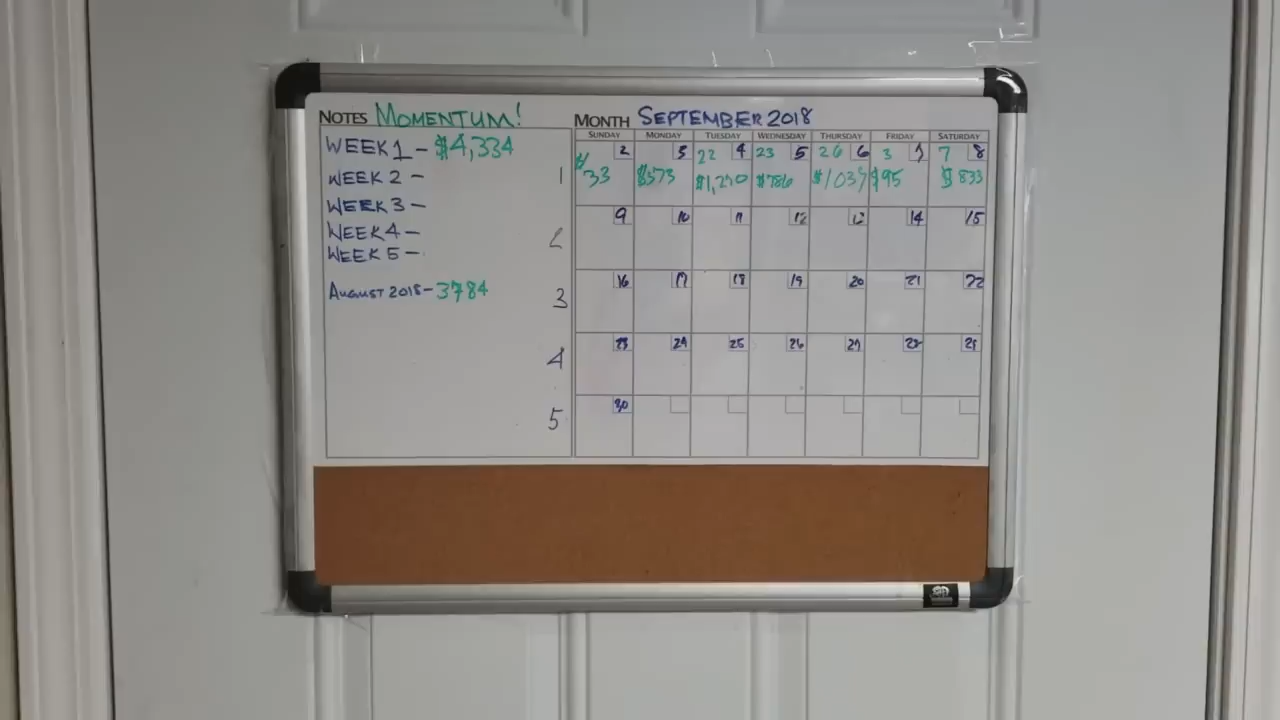 NOTES MOMENTUM!
MONTH SEPTEMBER 2018
WEEK 1 - $4,334
WEEK 2 -
WEEK 3 -
WEEK 4 -
WEEK 5 -
AUGUST 2018 - 3784
SUNDAY MONDAY TUESDAY WEDNESDAY THURSDAY FRIDAY SATURDAY
2 3 22 4 23 5 26 6 3 7 7 8
1 $33 $573 $786 $95 $833
2 9 10 11 12 13 14 15
3 16 17 18 19 20 21 22
4 23 24 25 26 27 28 29
5 30